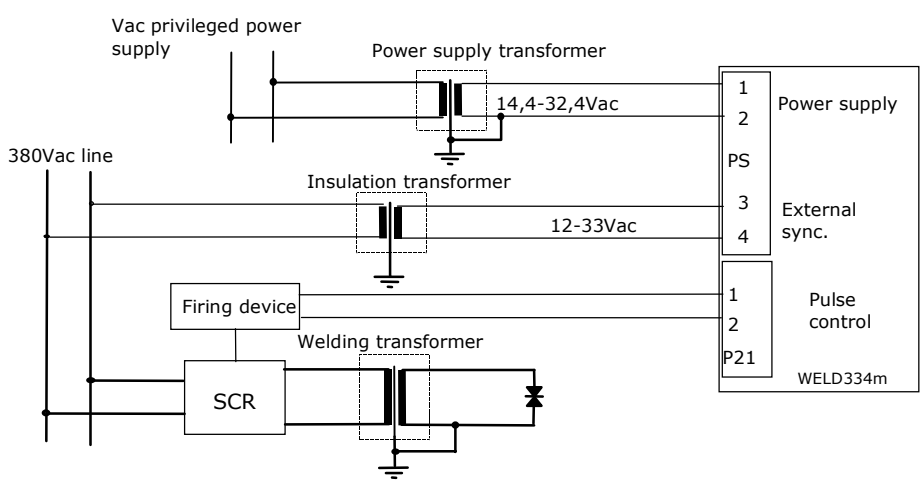 Vac privileged power
supply
Power supply transformer
1
14,4-32,4Vac
2
Power supply
PS
380Vac line
Insulation transformer
3
12-33Vac
4
External
sync.
Firing device
1
2
Pulse
control
P21
Welding transformer
WELD334m
SCR